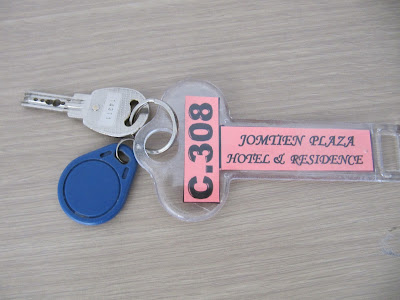 C.308
JOMTIEN PLAZA
HOTEL & RESIDENCE